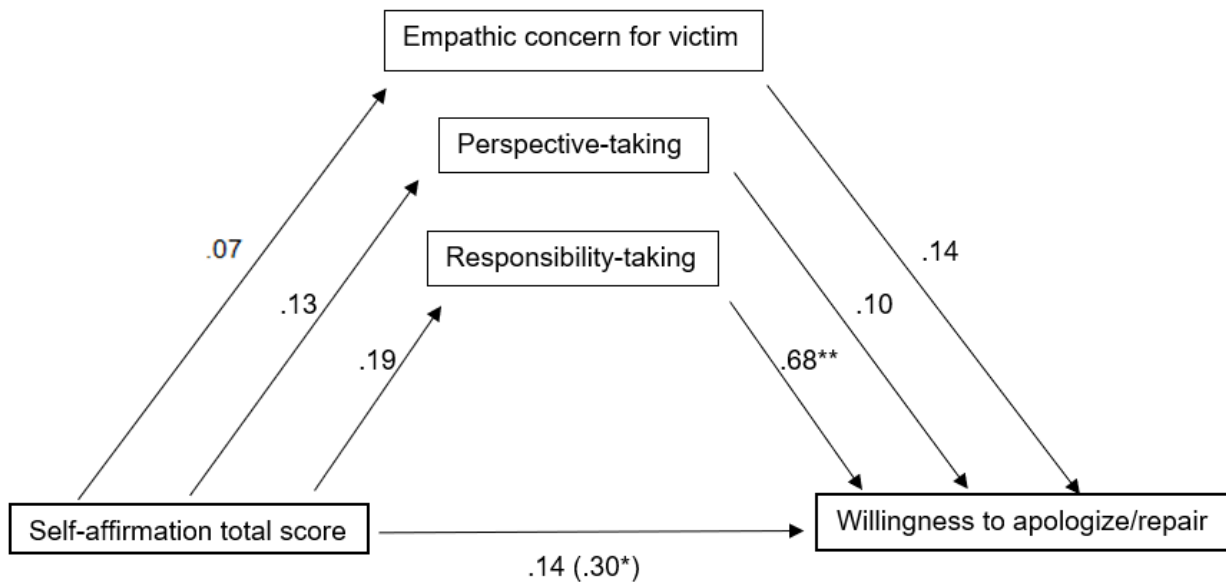 Empathic concern for victim
Perspective-taking
Responsibility-taking
.07
.14
.13
.10
.19
.68**
Self-affirmation total score
Willingness to apologize/repair
.14 (.30*)